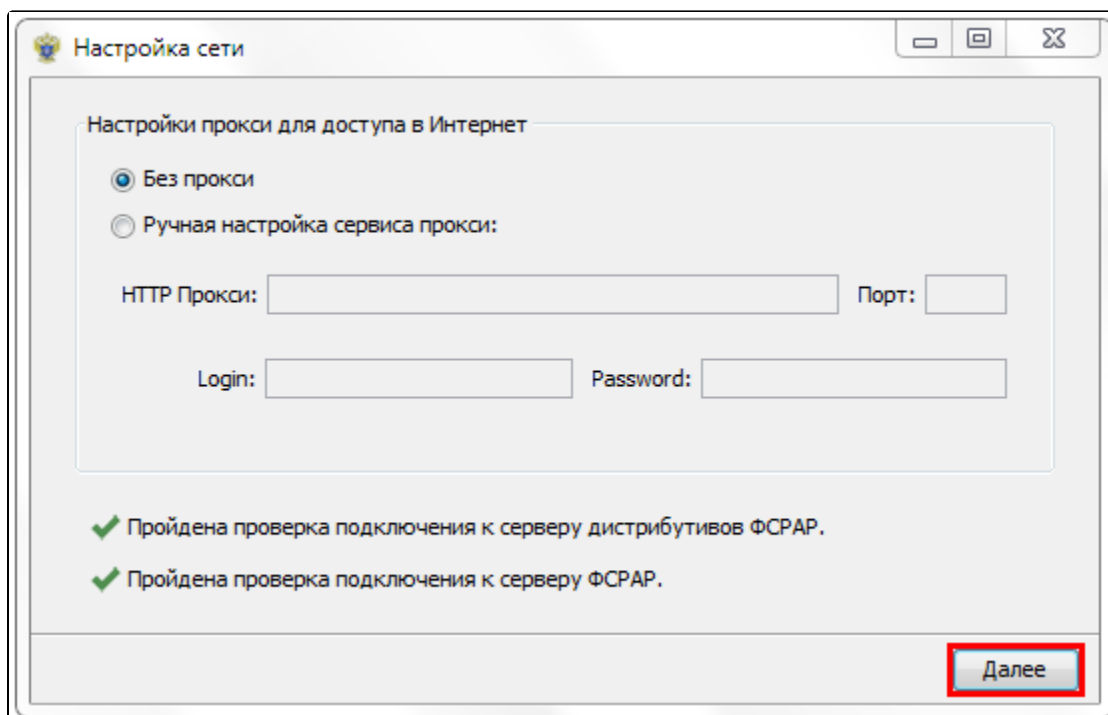 Настройка сети
Настройки прокси для доступа в Интернет
Без прокси
Ручная настройка сервиса прокси:
HTTP Прокси: Порт:
Login: Password:
Пройдена проверка подключения к серверу дистрибутивов ФСРАР.
Пройдена проверка подключения к серверу ФСРАР.
Далее